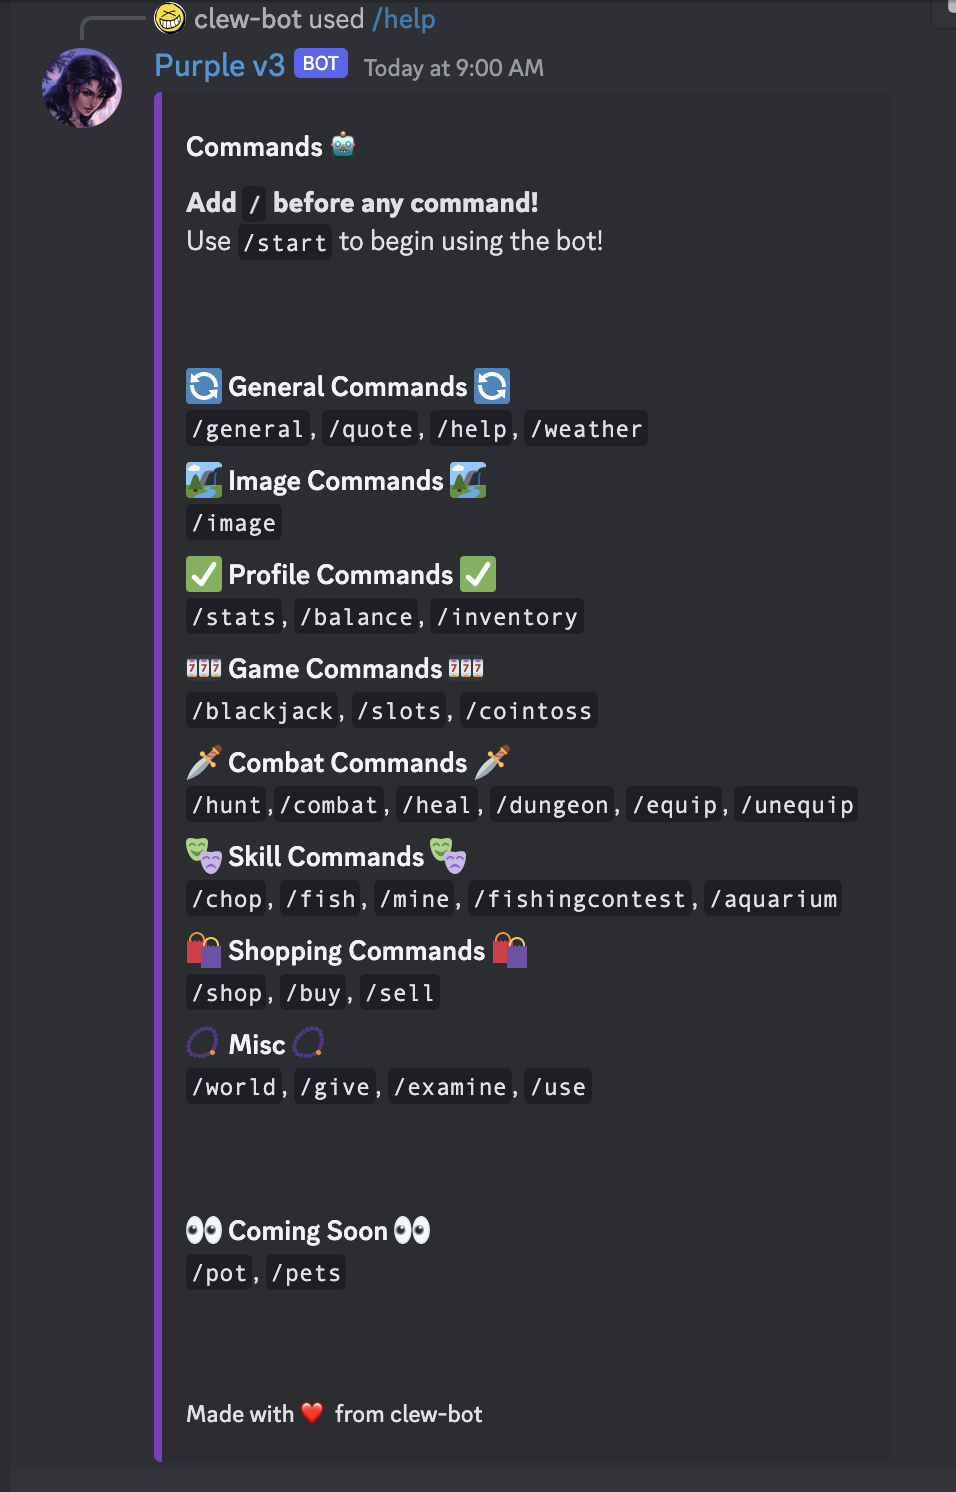 clew-bot used /help
Purple v3 BOT Today at 9:00 AM
Commands 🤖
Add / before any command!
Use /start to begin using the bot!
🔄 General Commands 🔄
/general, /quote, /help, /weather
🏞️ Image Commands 🏞️
/image
✅ Profile Commands ✅
/stats, /balance, /inventory
🎰 Game Commands 🎰
/blackjack, /slots, /cointoss
🗡️ Combat Commands 🗡️
/hunt,/combat, /heal, /dungeon, /equip, /unequip
🎭 Skill Commands 🎭
/chop, /fish, /mine, /fishingcontest, /aquarium
🛍️ Shopping Commands 🛍️
/shop, /buy, /sell
📿 Misc 📿
/world, /give, /examine, /use
👀 Coming Soon 👀
/pot, /pets
Made with ❤️ from clew-bot